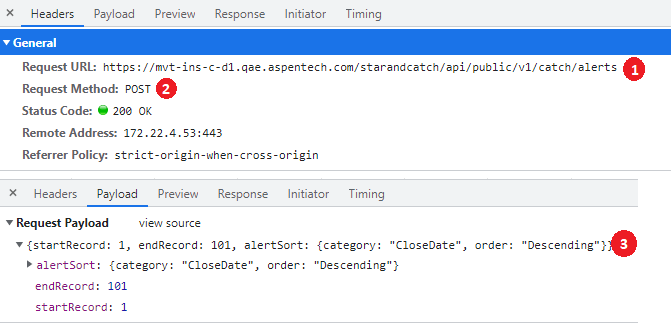 × Headers Payload Preview Response Initiator Timing
▼ General
Request URL: https://mvt-ins-c-d1.qae.aspentech.com/starandcatch/api/public/v1/catch/alerts 1
Request Method: POST 2
Status Code: 200 OK
Remote Address: 172.22.4.53:443
Referrer Policy: strict-origin-when-cross-origin
× Headers Payload Preview Response Initiator Timing
▼ Request Payload view source
▼ {startRecord: 1, endRecord: 101, alertSort: {category: "CloseDate", order: "Descending"}} 3
▶ alertSort: {category: "CloseDate", order: "Descending"}
endRecord: 101
startRecord: 1